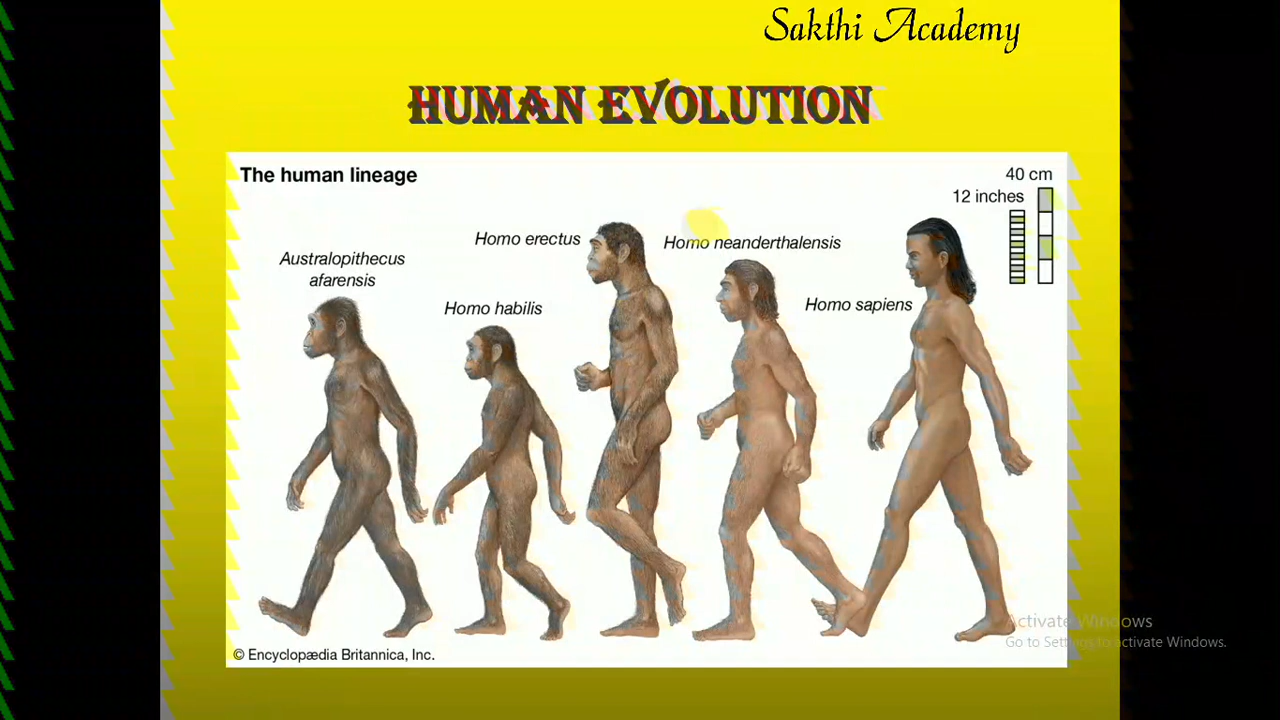 Sakthi Academy
HUMAN EVOLUTION
The human lineage
40 cm
12 inches
Homo erectus
Homo neanderthalensis
Australopithecus
afarensis
Homo habilis
Homo sapiens
Activate Windows
Go to Settings to activate Windows.
© Encyclopædia Britannica, Inc.